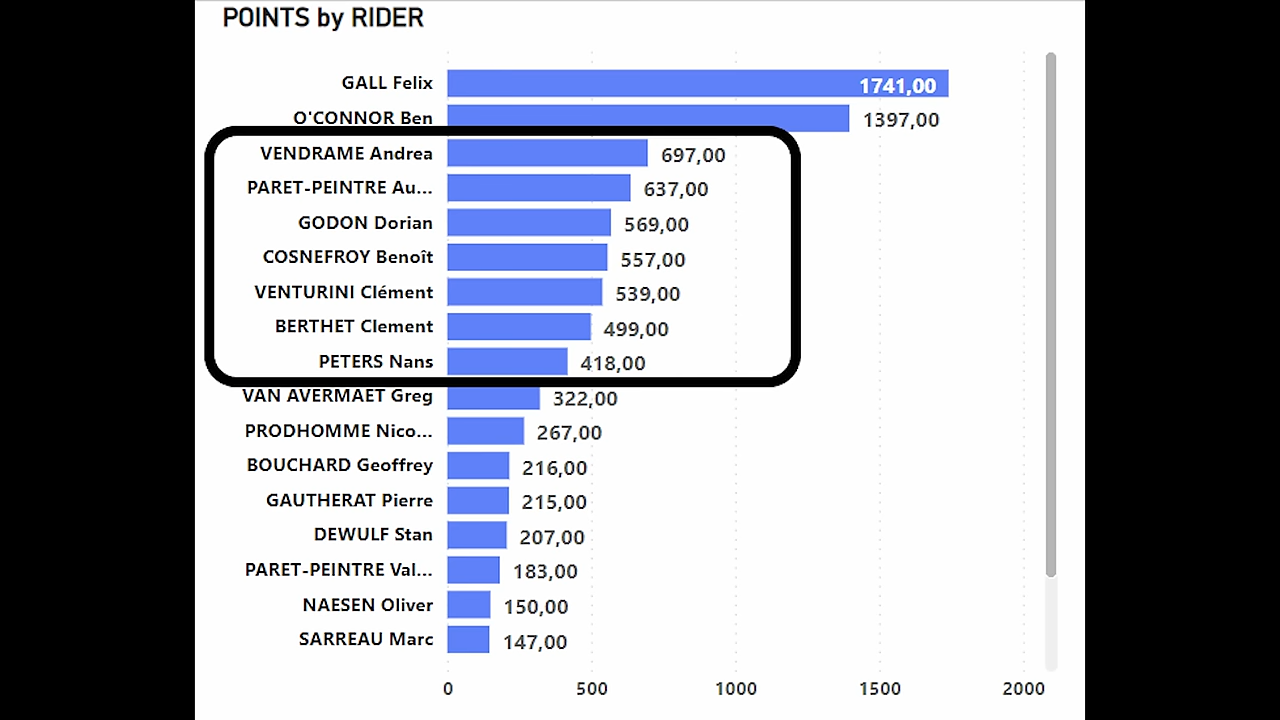 POINTS by RIDER
GALL Felix 1741,00
O'CONNOR Ben 1397,00
VENDRAME Andrea 697,00
PARET-PEINTRE Au... 637,00
GODON Dorian 569,00
COSNEFROY Benoît 557,00
VENTURINI Clément 539,00
BERTHET Clement 499,00
PETERS Nans 418,00
VAN AVERMAET Greg 322,00
PRODHOMME Nico... 267,00
BOUCHARD Geoffrey 216,00
GAUTHERAT Pierre 215,00
DEWULF Stan 207,00
PARET-PEINTRE Val... 183,00
NAESEN Oliver 150,00
SARREAU Marc 147,00
0 500 1000 1500 2000